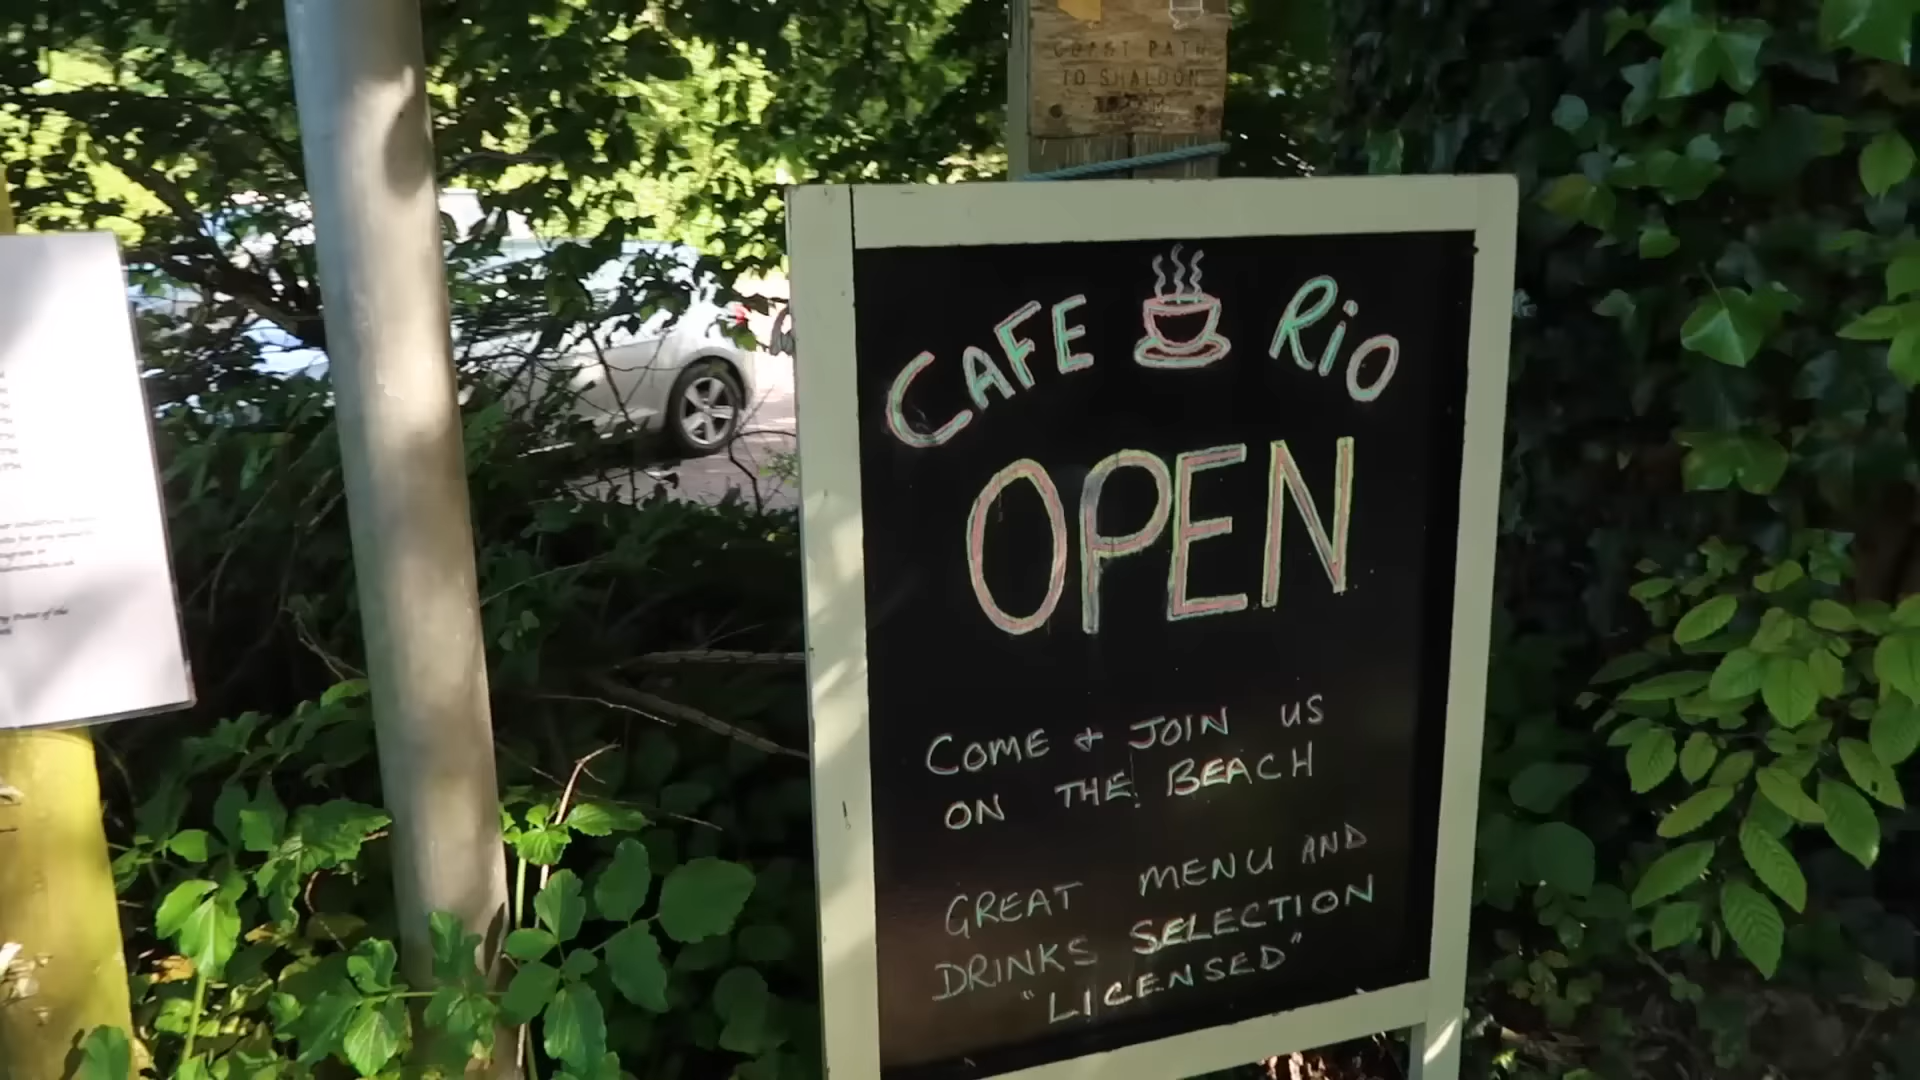 COAST PATH
TO SHALDON
CAFE RiO
OPEN
COME + JOIN US
ON THE BEACH
GREAT MENU AND
DRINKS SELECTION
"LICENSED"